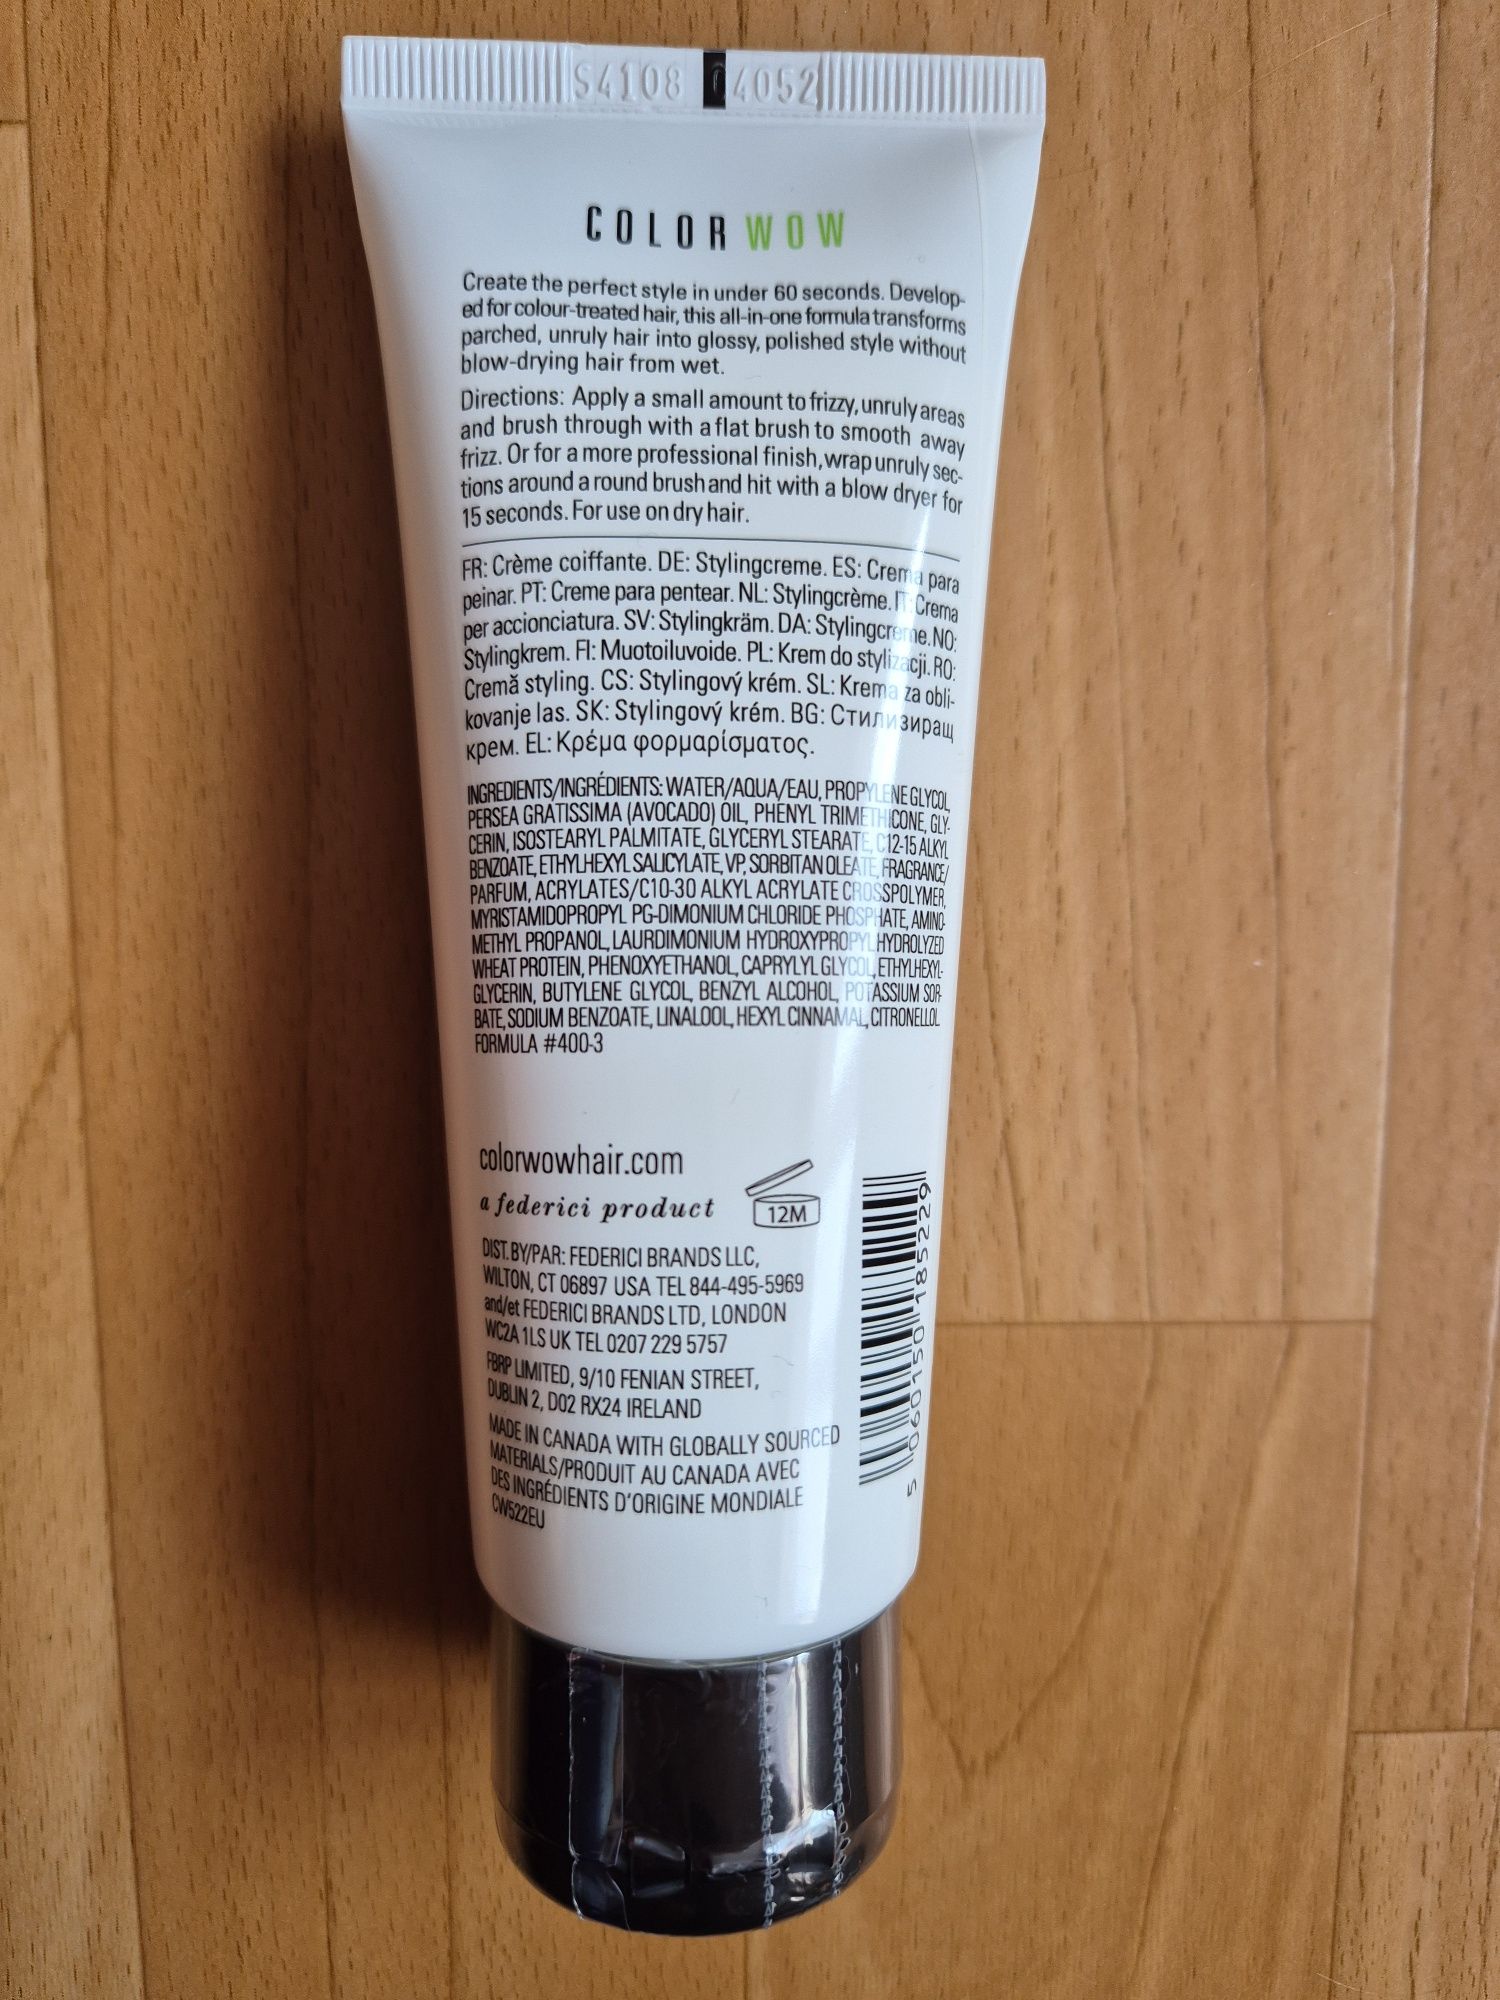 S4108 04052
COLOR WOW
Create the perfect style in under 60 seconds. Develop-
ed for colour-treated hair, this all-in-one formula transforms
parched, unruly hair into glossy, polished style without
blow-drying hair from wet.
Directions: Apply a small amount to frizzy, unruly areas
and brush through with a flat brush to smooth away
frizz. Or for a more professional finish, wrap unruly sec-
tions around a round brush and hit with a blow dryer for
15 seconds. For use on dry hair.
FR: Crème coiffante. DE: Stylingcreme. ES: Crema para
peinar. PT: Creme para pentear. NL: Stylingcrème. IT: Crema
per accionciatura. SV: Stylingkräm. DA: Stylingcreme. NO:
Stylingkrem. FI: Muotoiluvoide. PL: Krem do stylizacji. RO:
Cremă styling. CS: Stylingový krém. SL: Krema za obli-
kovanje las. SK: Stylingový krém. BG: Стилизиращ
крем. EL: Κρέμα φορμαρίσματος.
INGREDIENTS/INGRÉDIENTS: WATER/AQUA/EAU, PROPYLENE GLYCOL,
PERSEA GRATISSIMA (AVOCADO) OIL, PHENYL TRIMETHICONE, GLY-
CERIN, ISOSTEARYL PALMITATE, GLYCERYL STEARATE, C12-15 ALKYL
BENZOATE, ETHYLHEXYL SALICYLATE, VP, SORBITAN OLEATE, FRAGRANCE/
PARFUM, ACRYLATES/C10-30 ALKYL ACRYLATE CROSSPOLYMER,
MYRISTAMIDOPROPYL PG-DIMONIUM CHLORIDE PHOSPHATE, AMINO-
METHYL PROPANOL, LAURDIMONIUM HYDROXYPROPYL HYDROLYZED
WHEAT PROTEIN, PHENOXYETHANOL, CAPRYLYL GLYCOL, ETHYLHEXYL-
GLYCERIN, BUTYLENE GLYCOL, BENZYL ALCOHOL, POTASSIUM SOR-
BATE, SODIUM BENZOATE, LINALOOL, HEXYL CINNAMAL, CITRONELLOL.
FORMULA #400-3
colorwowhair.com
a federici product
12M
DIST. BY/PAR: FEDERICI BRANDS LLC,
WILTON, CT 06897 USA TEL 844-495-5969
and/et FEDERICI BRANDS LTD, LONDON
WC2A 1LS UK TEL 0207 229 5757
FBRP LIMITED, 9/10 FENIAN STREET,
DUBLIN 2, D02 RX24 IRELAND
MADE IN CANADA WITH GLOBALLY SOURCED
MATERIALS/PRODUIT AU CANADA AVEC
DES INGRÉDIENTS D'ORIGINE MONDIALE
CW522EU
5 060150 185229